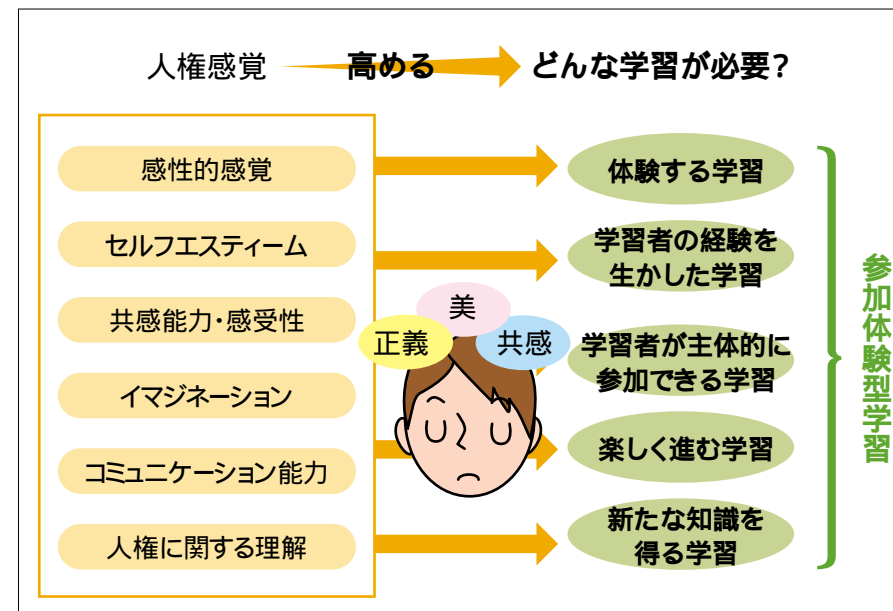 人権感覚 高める どんな学習が必要?
感性的感覚
セルフエスティーム
共感能力・感受性
イマジネーション
コミュニケーション能力
人権に関する理解
正義
美
共感
体験する学習
学習者の経験を
生かした学習
学習者が主体的に
参加できる学習
楽しく進む学習
新たな知識を
得る学習
参加体験型学習